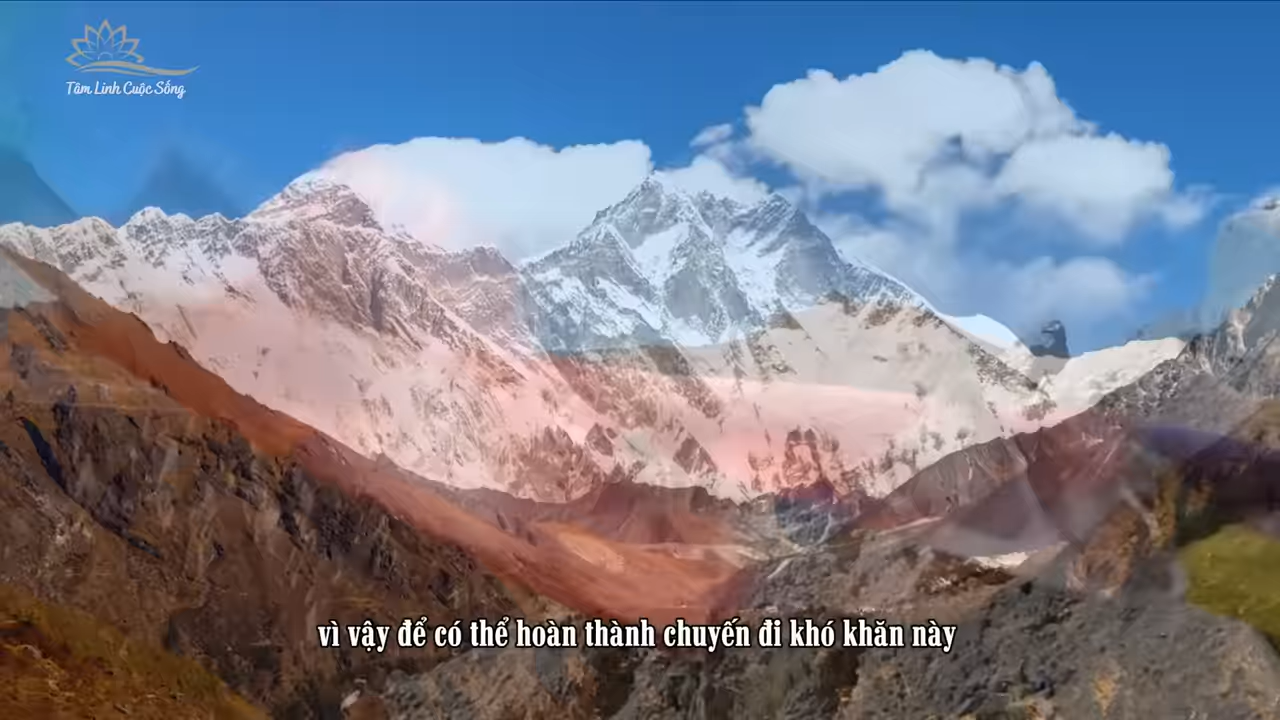 Tâm Linh Cuộc Sống
vì vậy để có thể hoàn thành chuyến đi khó khăn này